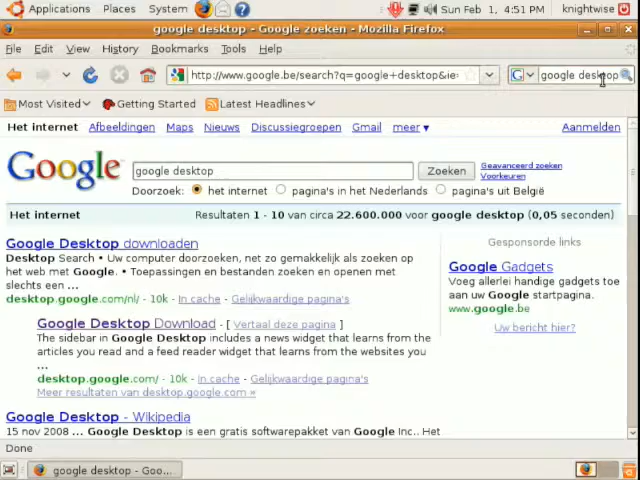 Applications Places System Sun Feb 1, 4:51 PM knightwise
google desktop - Google zoeken - Mozilla Firefox
File Edit View History Bookmarks Tools Help
http://www.google.be/search?q=google+desktop&ie= google desktop
Most Visited Getting Started Latest Headlines
Het internet Afbeeldingen Maps Nieuws Discussiegroepen Gmail meer ▼ Aanmelden
Google google desktop Zoeken Geavanceerd zoeken
Voorkeuren
Doorzoek: het internet pagina's in het Nederlands pagina's uit België
Het internet Resultaten 1 - 10 van circa 22.600.000 voor google desktop (0,05 seconden)
Google Desktop downloaden
Desktop Search • Uw computer doorzoeken, net zo gemakkelijk als zoeken op
het web met Google. • Toepassingen en bestanden zoeken en openen met
slechts een ...
desktop.google.com/nl/ - 10k - In cache - Gelijkwaardige pagina's
Google Desktop Download - [ Vertaal deze pagina ]
The sidebar in Google Desktop includes a news widget that learns from the
articles you read and a feed reader widget that learns from the websites you
...
desktop.google.com/ - 10k - In cache - Gelijkwaardige pagina's
Meer resultaten van desktop.google.com »
Google Desktop - Wikipedia
15 nov 2008 ... Google Desktop is een gratis softwarepakket van Google Inc.. Het
Gesponsorde links
Google Gadgets
Voeg allerlei handige gadgets toe
aan uw Google startpagina.
www.google.be
Uw bericht hier?
Done
google desktop - Goo...